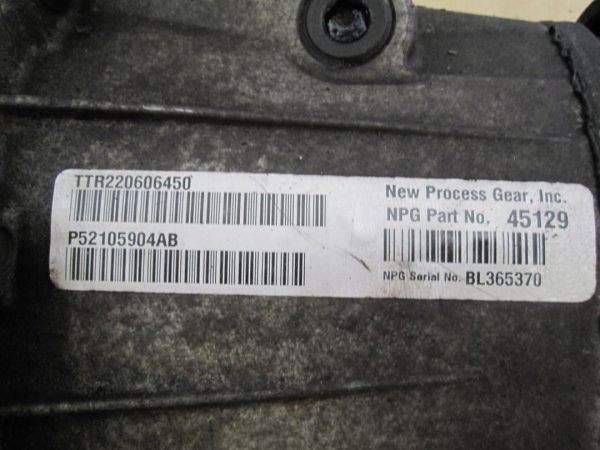 TTR220606450
P52105904AB
New Process Gear, Inc.
NPG Part No. 45129
NPG Serial No. BL365370